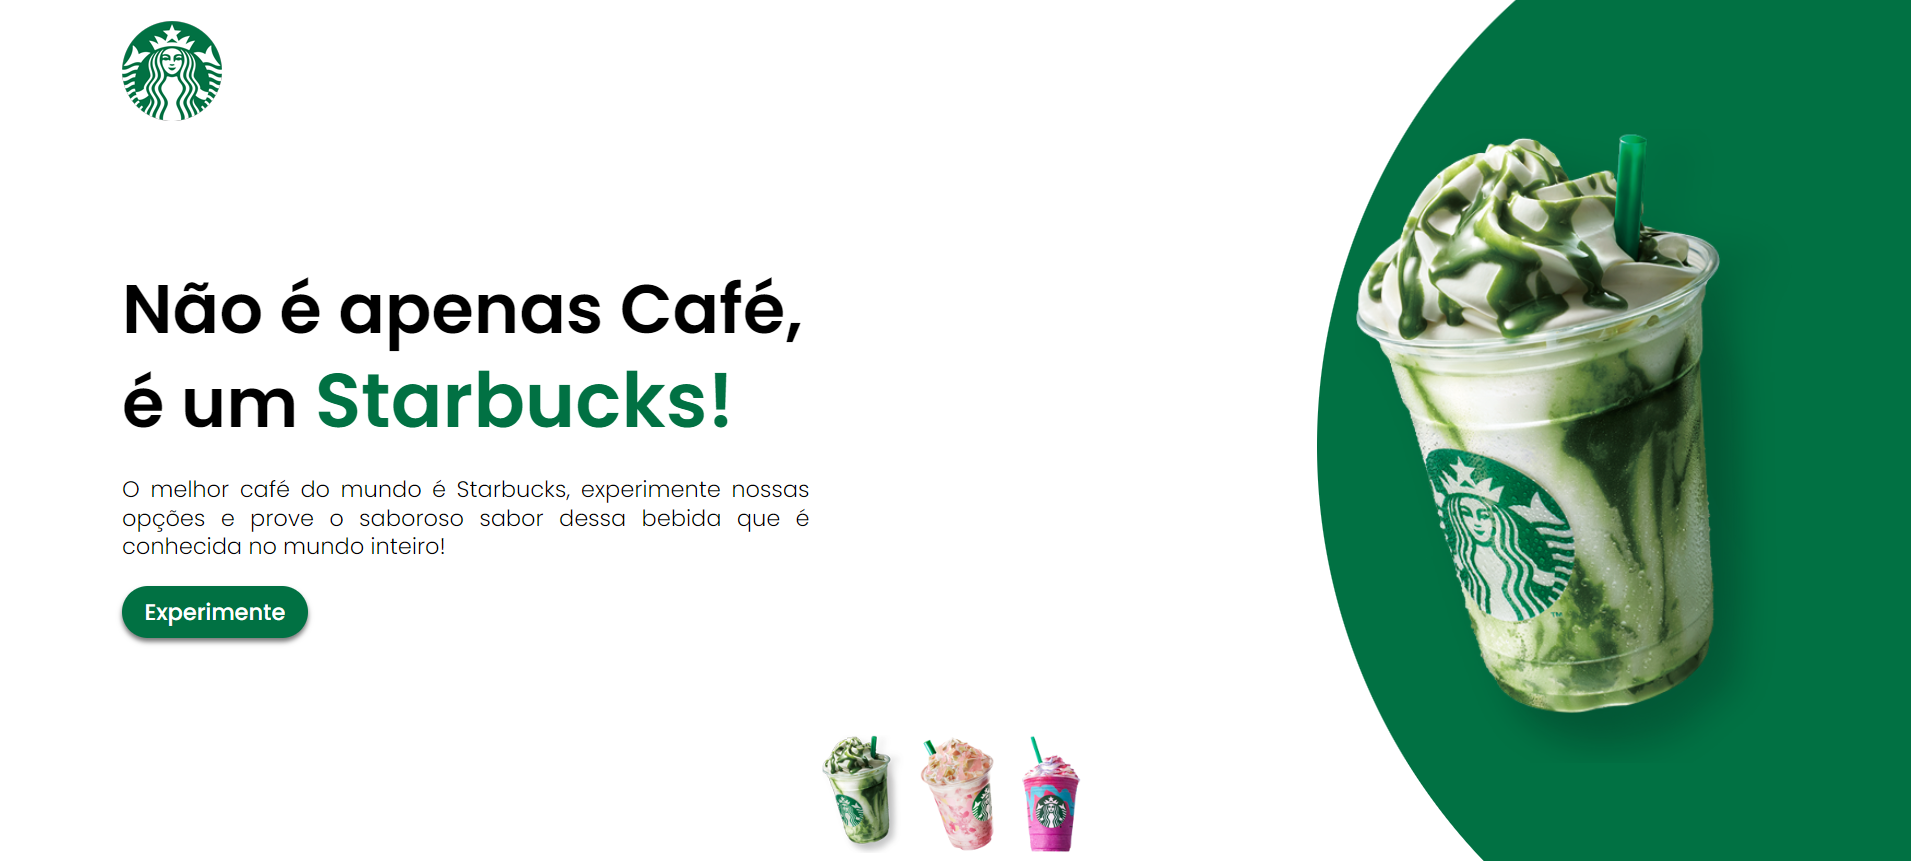 Não é apenas Café,
é um Starbucks!
O melhor café do mundo é Starbucks, experimente nossas
opções e prove o saboroso sabor dessa bebida que é
conhecida no mundo inteiro!
Experimente
TM